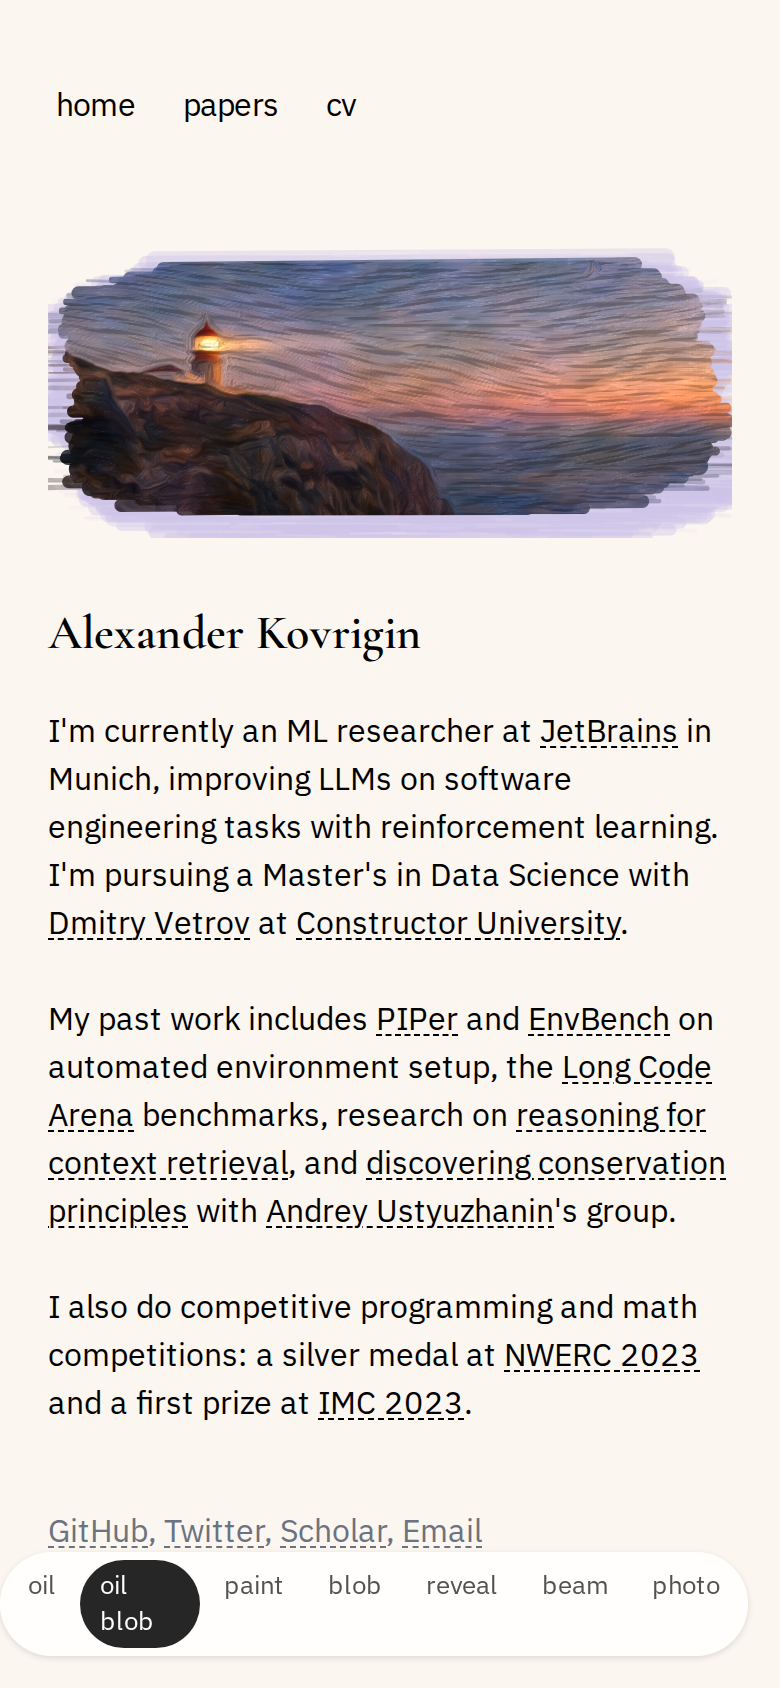 home papers cv
Alexander Kovrigin
I'm currently an ML researcher at JetBrains in
Munich, improving LLMs on software
engineering tasks with reinforcement learning.
I'm pursuing a Master's in Data Science with
Dmitry Vetrov at Constructor University.
My past work includes PIPer and EnvBench on
automated environment setup, the Long Code
Arena benchmarks, research on reasoning for
context retrieval, and discovering conservation
principles with Andrey Ustyuzhanin's group.
I also do competitive programming and math
competitions: a silver medal at NWERC 2023
and a first prize at IMC 2023.
GitHub, Twitter, Scholar, Email
oil oil paint blob reveal beam photo
blob